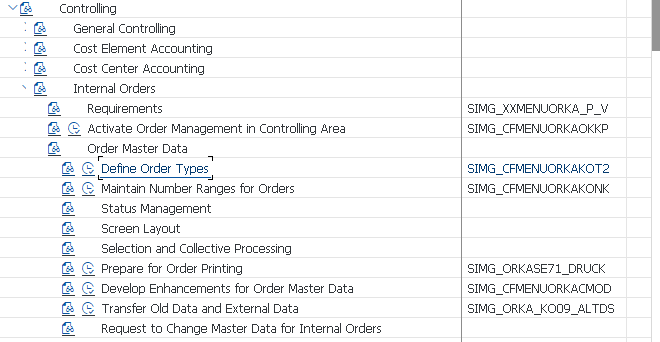 Controlling
General Controlling
Cost Element Accounting
Cost Center Accounting
Internal Orders
Requirements SIMG_XXMENUORKA_P_V
Activate Order Management in Controlling Area SIMG_CFMENUORKAOKKP
Order Master Data
Define Order Types SIMG_CFMENUORKAKOT2
Maintain Number Ranges for Orders SIMG_CFMENUORKAKONK
Status Management
Screen Layout
Selection and Collective Processing
Prepare for Order Printing SIMG_ORKASE71_DRUCK
Develop Enhancements for Order Master Data SIMG_CFMENUORKACMOD
Transfer Old Data and External Data SIMG_ORKA_KO09_ALTDS
Request to Change Master Data for Internal Orders